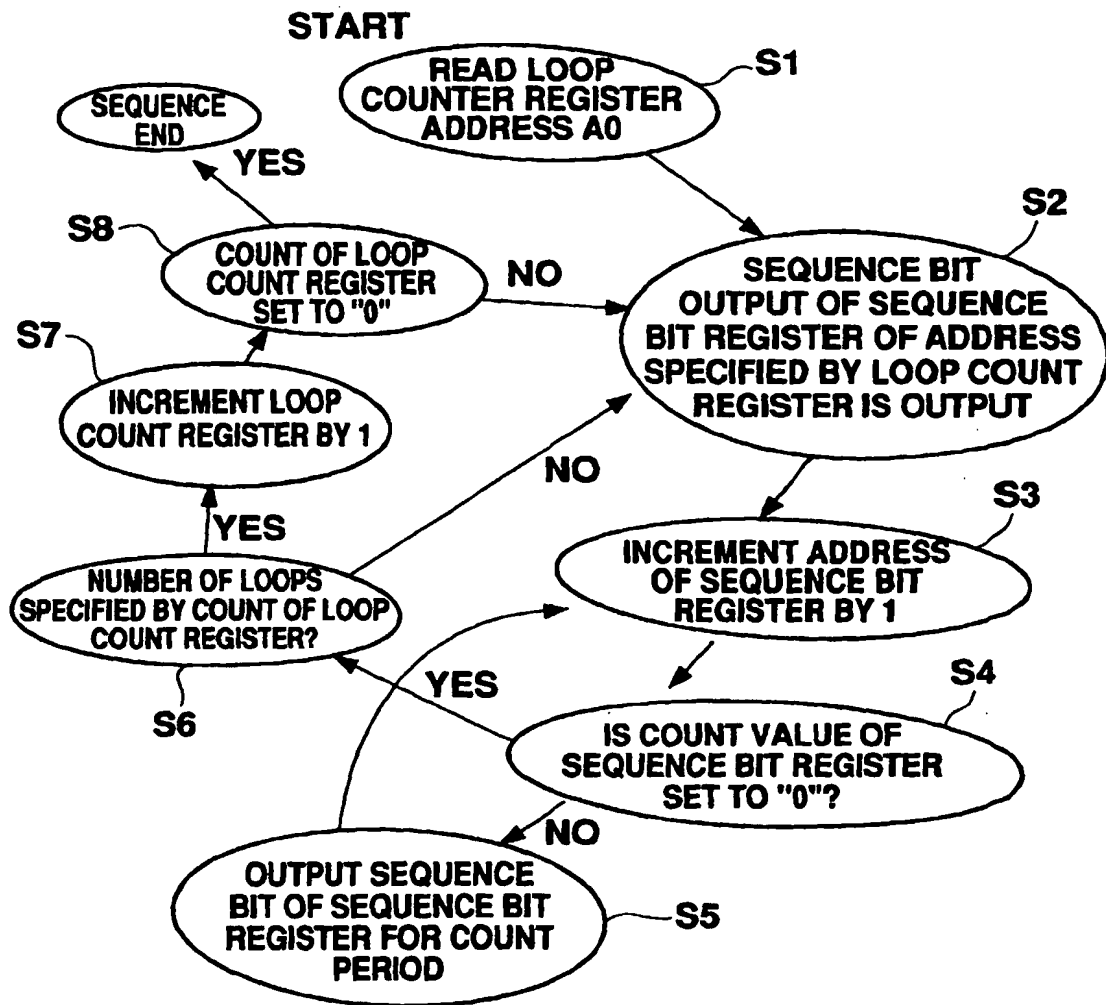 START
READ LOOP
COUNTER REGISTER
ADDRESS A0
S1
SEQUENCE
END
YES
S8
COUNT OF LOOP
COUNT REGISTER
SET TO "0"
NO
S2
SEQUENCE BIT
OUTPUT OF SEQUENCE
BIT REGISTER OF ADDRESS
SPECIFIED BY LOOP COUNT
REGISTER IS OUTPUT
S7
INCREMENT LOOP
COUNT REGISTER BY 1
NO
YES
S3
INCREMENT ADDRESS
OF SEQUENCE BIT
REGISTER BY 1
NUMBER OF LOOPS
SPECIFIED BY COUNT OF LOOP
COUNT REGISTER?
S6
YES
S4
IS COUNT VALUE OF
SEQUENCE BIT REGISTER
SET TO "0"?
NO
OUTPUT SEQUENCE
BIT OF SEQUENCE BIT
REGISTER FOR COUNT
PERIOD
S5